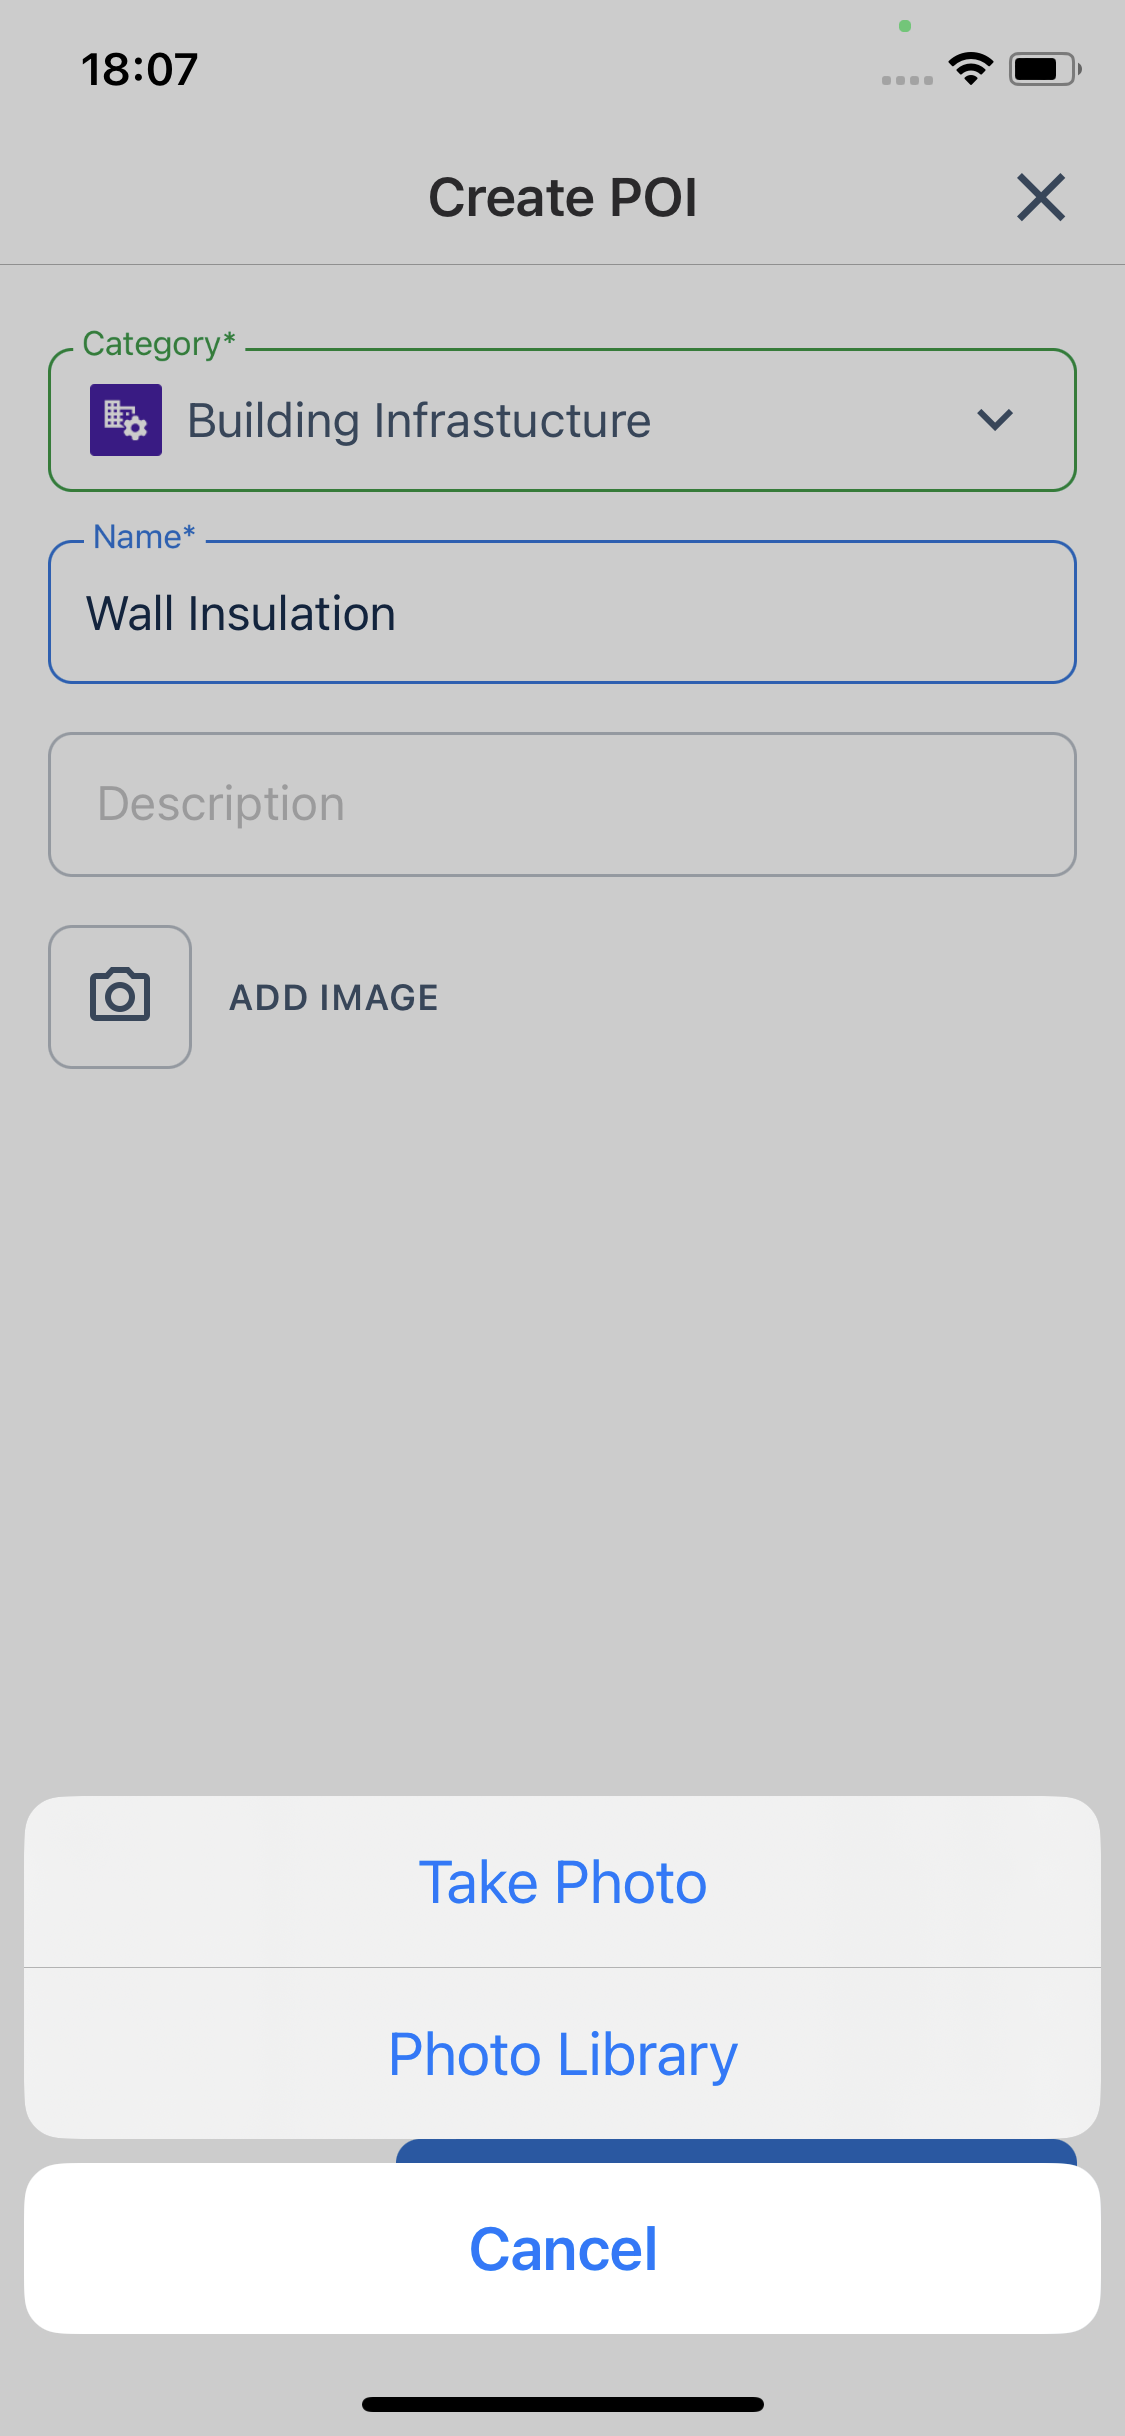 18:07
Create POI
Category*
Building Infrastucture
Name*
Wall Insulation
Description
ADD IMAGE
Take Photo
Photo Library
Cancel